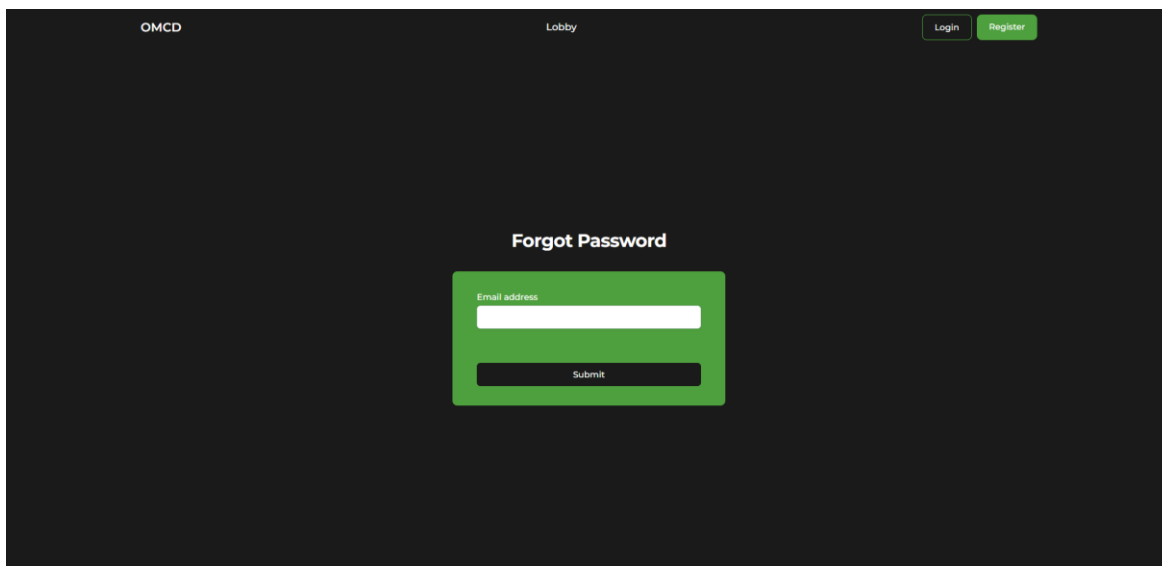 OMCD
Lobby
Login
Register
Forgot Password
Email address
Submit